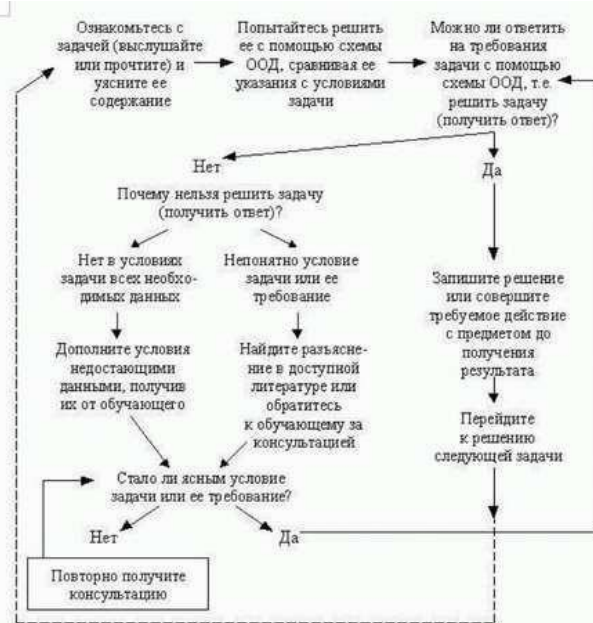 Ознакомьтесь с
задачей (выслушайте
или прочтите) и
уясните ее
содержание
Попытайтесь решить
ее с помощью схемы
ООД, сравнивая ее
указания с условиями
задачи
Можно ли ответить
на требования
задачи с помощью
схемы ООД, т.е.
решить задачу
(получить ответ)?
Нет
Да
Почему нельзя решить задачу
(получить ответ)?
Нет в условиях
задачи всех необхо-
димых данных
Непонятно условие
задачи или ее
требование
Запишите решение
или совершите
требуемое действие
с предметом до
получения
результата
Дополните условия
недостающими
данными, получив
их от обучающего
Найдите разъясне-
ние в доступной
литературе или
обратитесь
к обучающему за
консультацией
Перейдите
к решению
следующей задачи
Стало ли ясным условие
задачи или ее требование?
Нет
Да
Повторно получите
консультацию